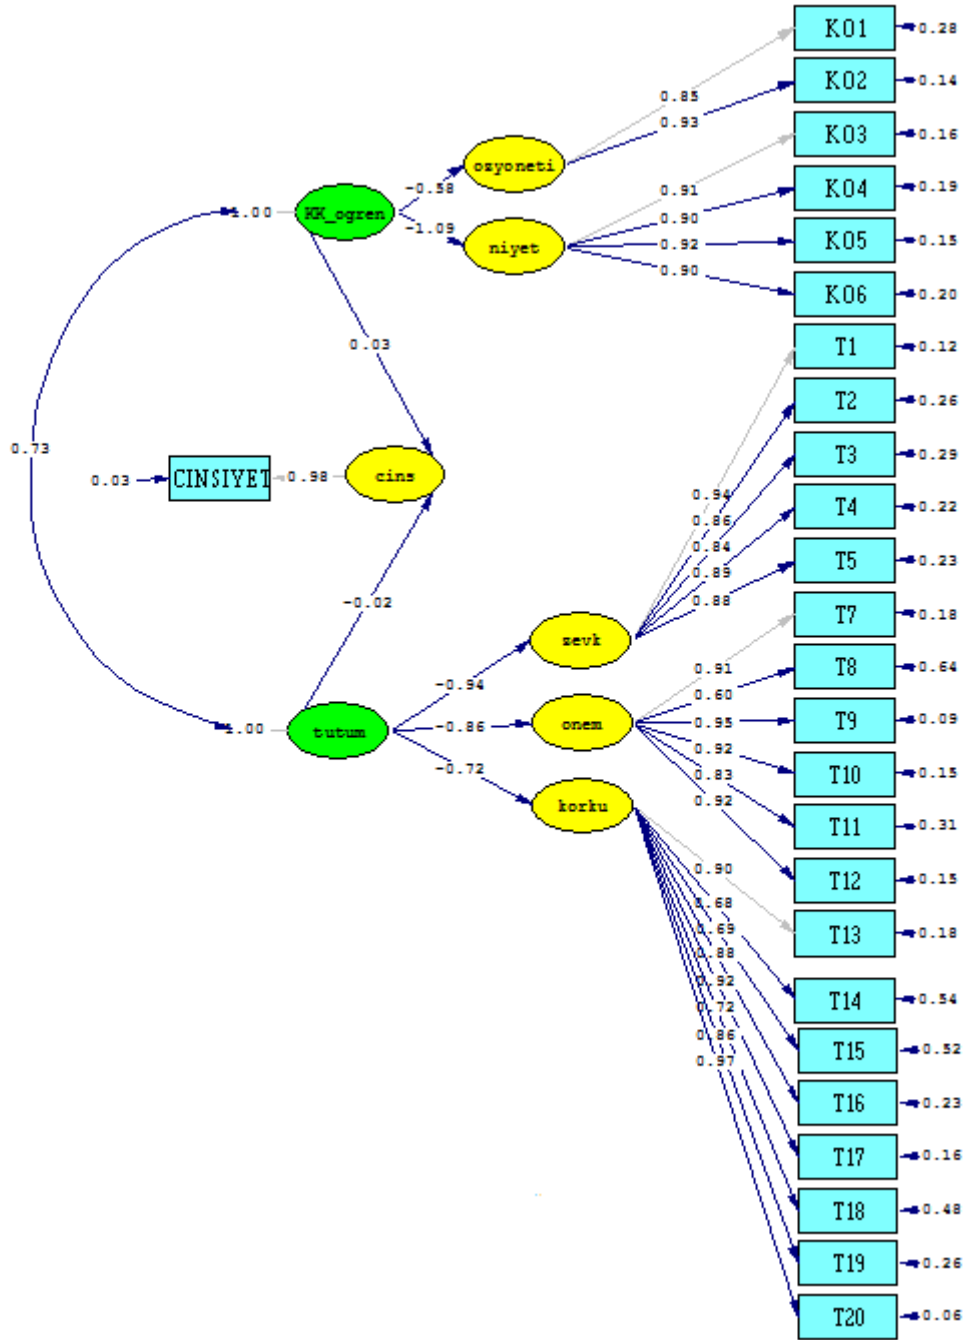 KO1
0.28
KO2
0.14
KO3
0.16
KO4
0.19
KO5
0.15
KO6
0.20
T1
0.12
T2
0.26
T3
0.29
T4
0.22
T5
0.23
T7
0.18
T8
0.64
T9
0.09
T10
0.15
T11
0.31
T12
0.15
T13
0.18
T14
0.54
T15
0.52
T16
0.23
T17
0.16
T18
0.48
T19
0.26
T20
0.06
0.85
0.93
ozyoneti
-0.58
KK_ogren
1.00
-1.09
niyet
0.91
0.90
0.92
0.90
0.03
0.73
0.03
CINSIYET
0.98
cins
-0.02
0.94
0.86
0.84
0.89
0.88
zevk
-0.94
1.00
tutum
-0.86
onem
0.91
0.60
0.95
0.92
0.83
0.92
-0.72
korku
0.90
0.68
0.69
0.88
0.92
0.72
0.86
0.97